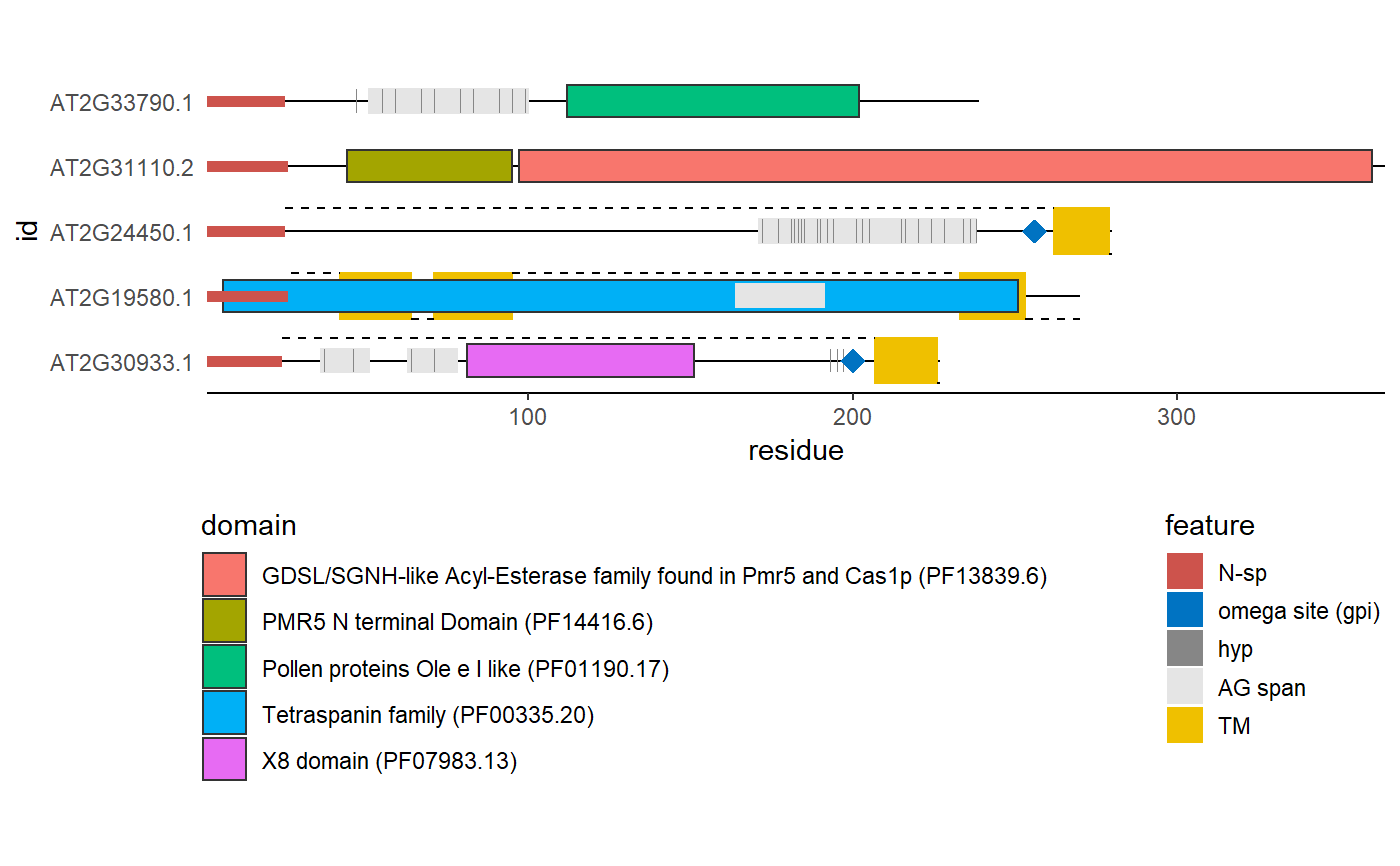 AT2G33790.1
AT2G31110.2
AT2G24450.1
AT2G19580.1
AT2G30933.1
id
100 200 300
residue
domain
GDSL/SGNH-like Acyl-Esterase family found in Pmr5 and Cas1p (PF13839.6)
PMR5 N terminal Domain (PF14416.6)
Pollen proteins Ole e I like (PF01190.17)
Tetraspanin family (PF00335.20)
X8 domain (PF07983.13)
feature
N-sp
omega site (gpi)
hyp
AG span
TM